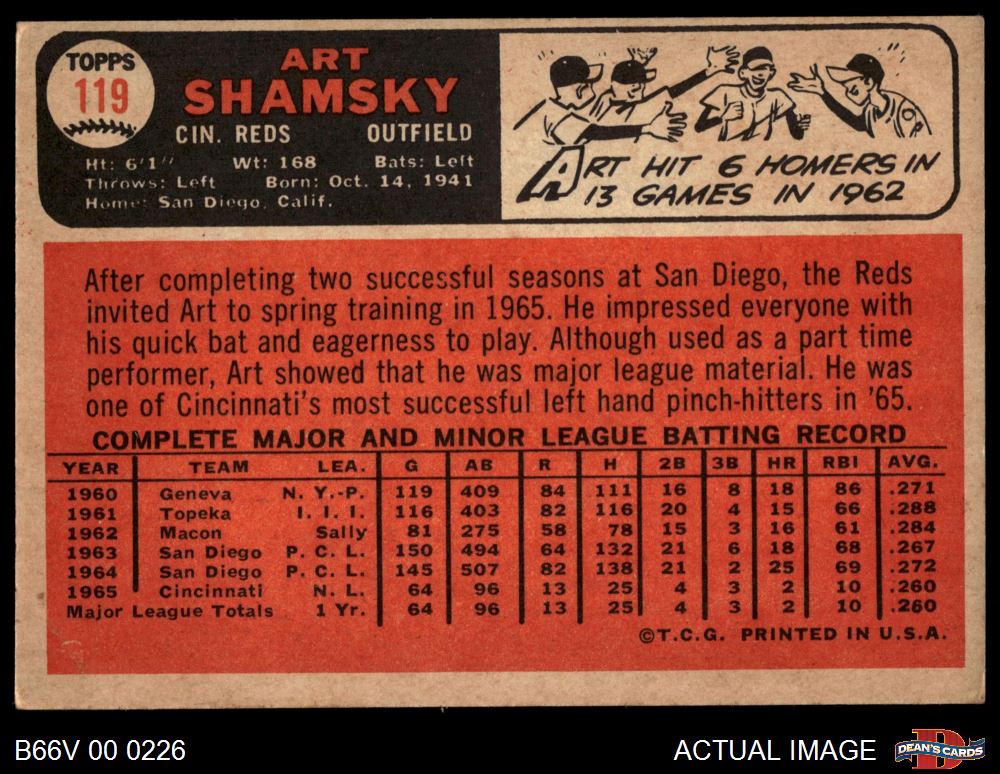 TOPPS
119
ART
SHAMSKY
CIN. REDS OUTFIELD
Ht: 6'1" Wt: 168 Bats: Left
Throws: Left Born: Oct. 14, 1941
Home: San Diego, Calif.
ART HIT 6 HOMERS IN
13 GAMES IN 1962
After completing two successful seasons at San Diego, the Reds
invited Art to spring training in 1965. He impressed everyone with
his quick bat and eagerness to play. Although used as a part time
performer, Art showed that he was major league material. He was
one of Cincinnati's most successful left hand pinch-hitters in '65.
COMPLETE MAJOR AND MINOR LEAGUE BATTING RECORD
YEAR TEAM LEA. G AB R H 2B 3B HR RBI AVG.
1960 Geneva N. Y.-P. 119 409 84 111 16 8 18 86 .271
1961 Topeka I. I. I. 116 403 82 116 20 4 15 66 .288
1962 Macon Sally 81 275 58 78 15 3 16 61 .284
1963 San Diego P. C. L. 150 494 64 132 21 6 18 68 .267
1964 San Diego P. C. L. 145 507 82 138 21 2 25 69 .272
1965 Cincinnati N. L. 64 96 13 25 4 3 2 10 .260
Major League Totals 1 Yr. 64 96 13 25 4 3 2 10 .260
©T.C.G. PRINTED IN U.S.A.
B66V 00 0226 ACTUAL IMAGE DEAN'S CARDS